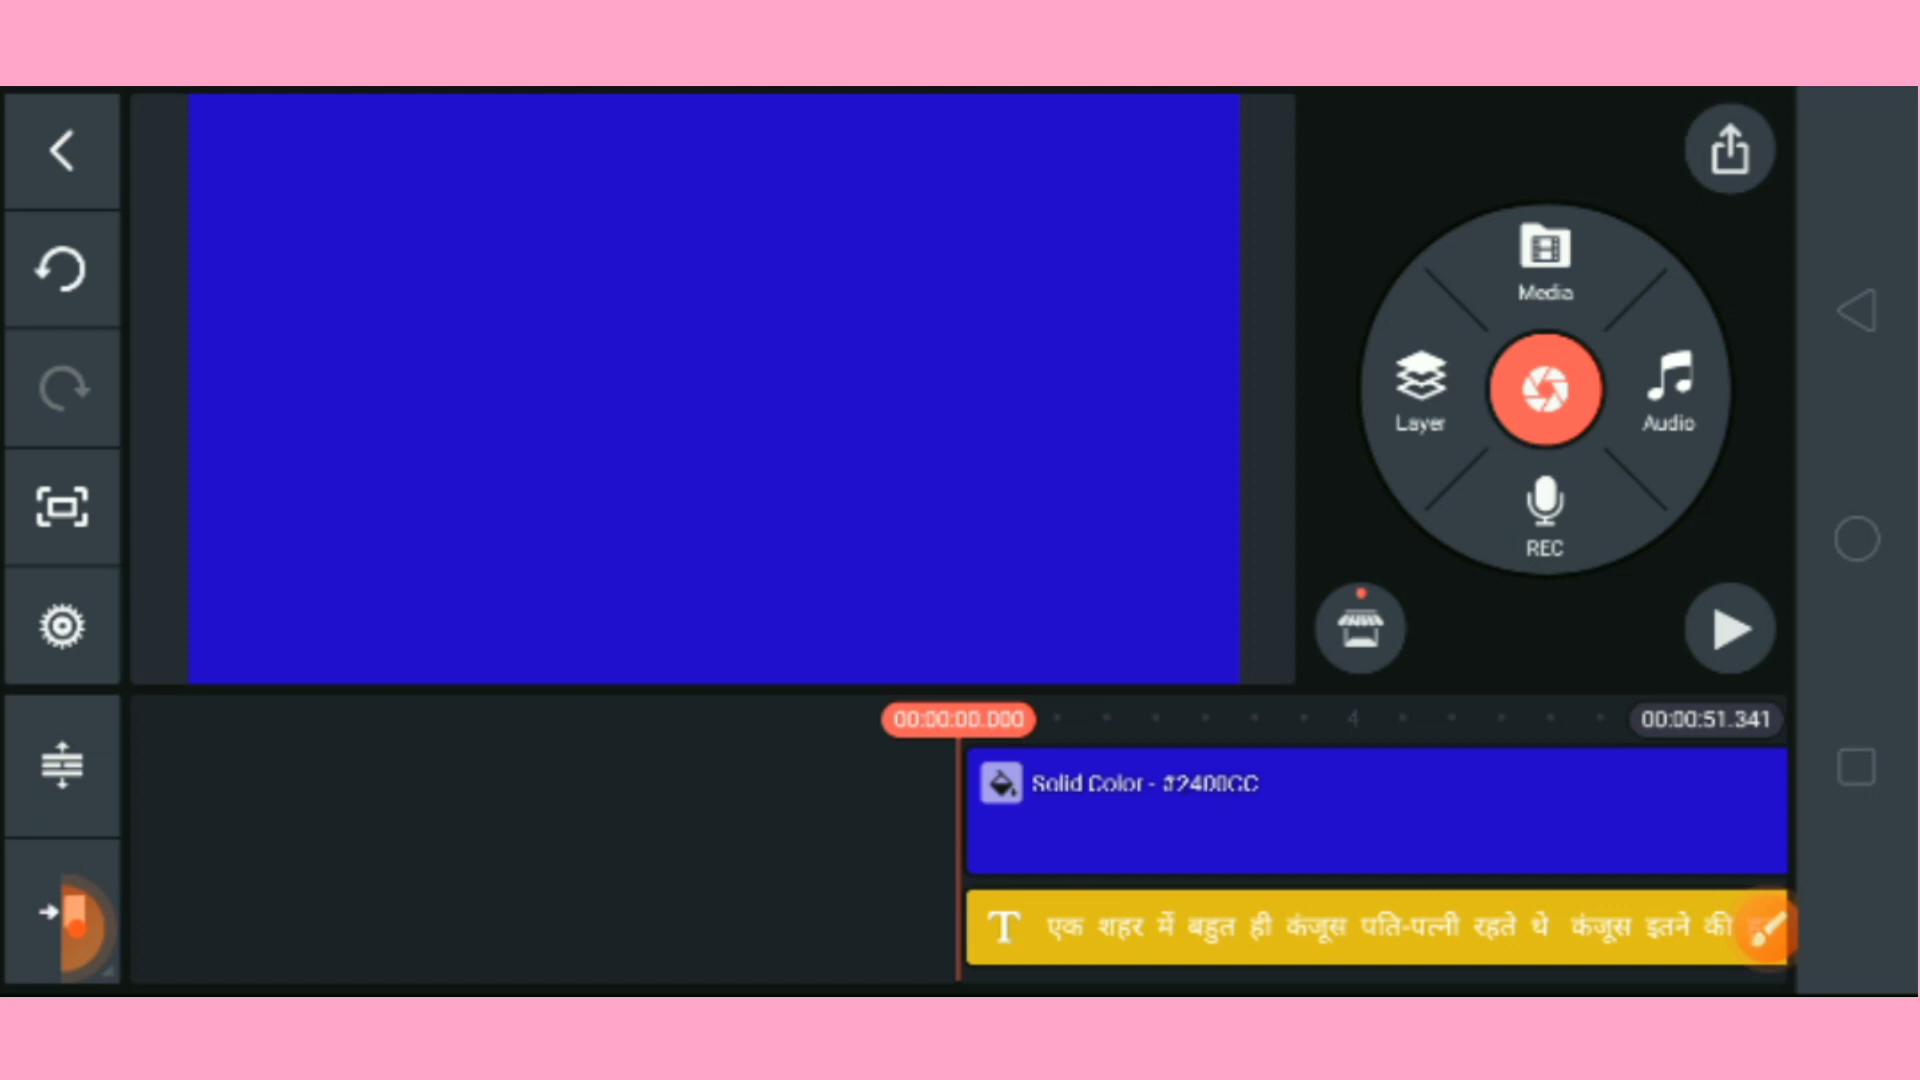 Media
Layer
Audio
REC
00:00:00.000
4
00:00:51.341
Solid Color - #2400CC
T एक शहर में बहुत ही कंजूस पति-पत्नी रहते थे कंजूस इतने की